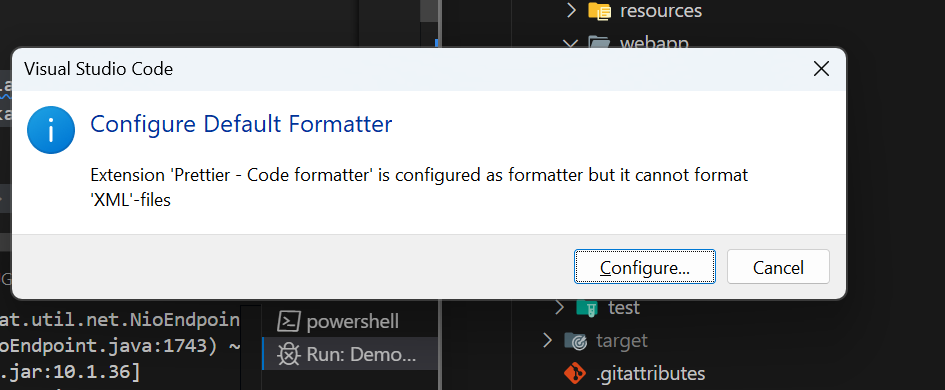 resources
webapp
Visual Studio Code
Configure Default Formatter
Extension 'Prettier - Code formatter' is configured as formatter but it cannot format
'XML'-files
Configure...
Cancel
at.util.net.NioEndpoin
oEndpoint.java:1743) ~
.jar:10.1.36]
powershell
Run: Demo...
test
target
.gitattributes